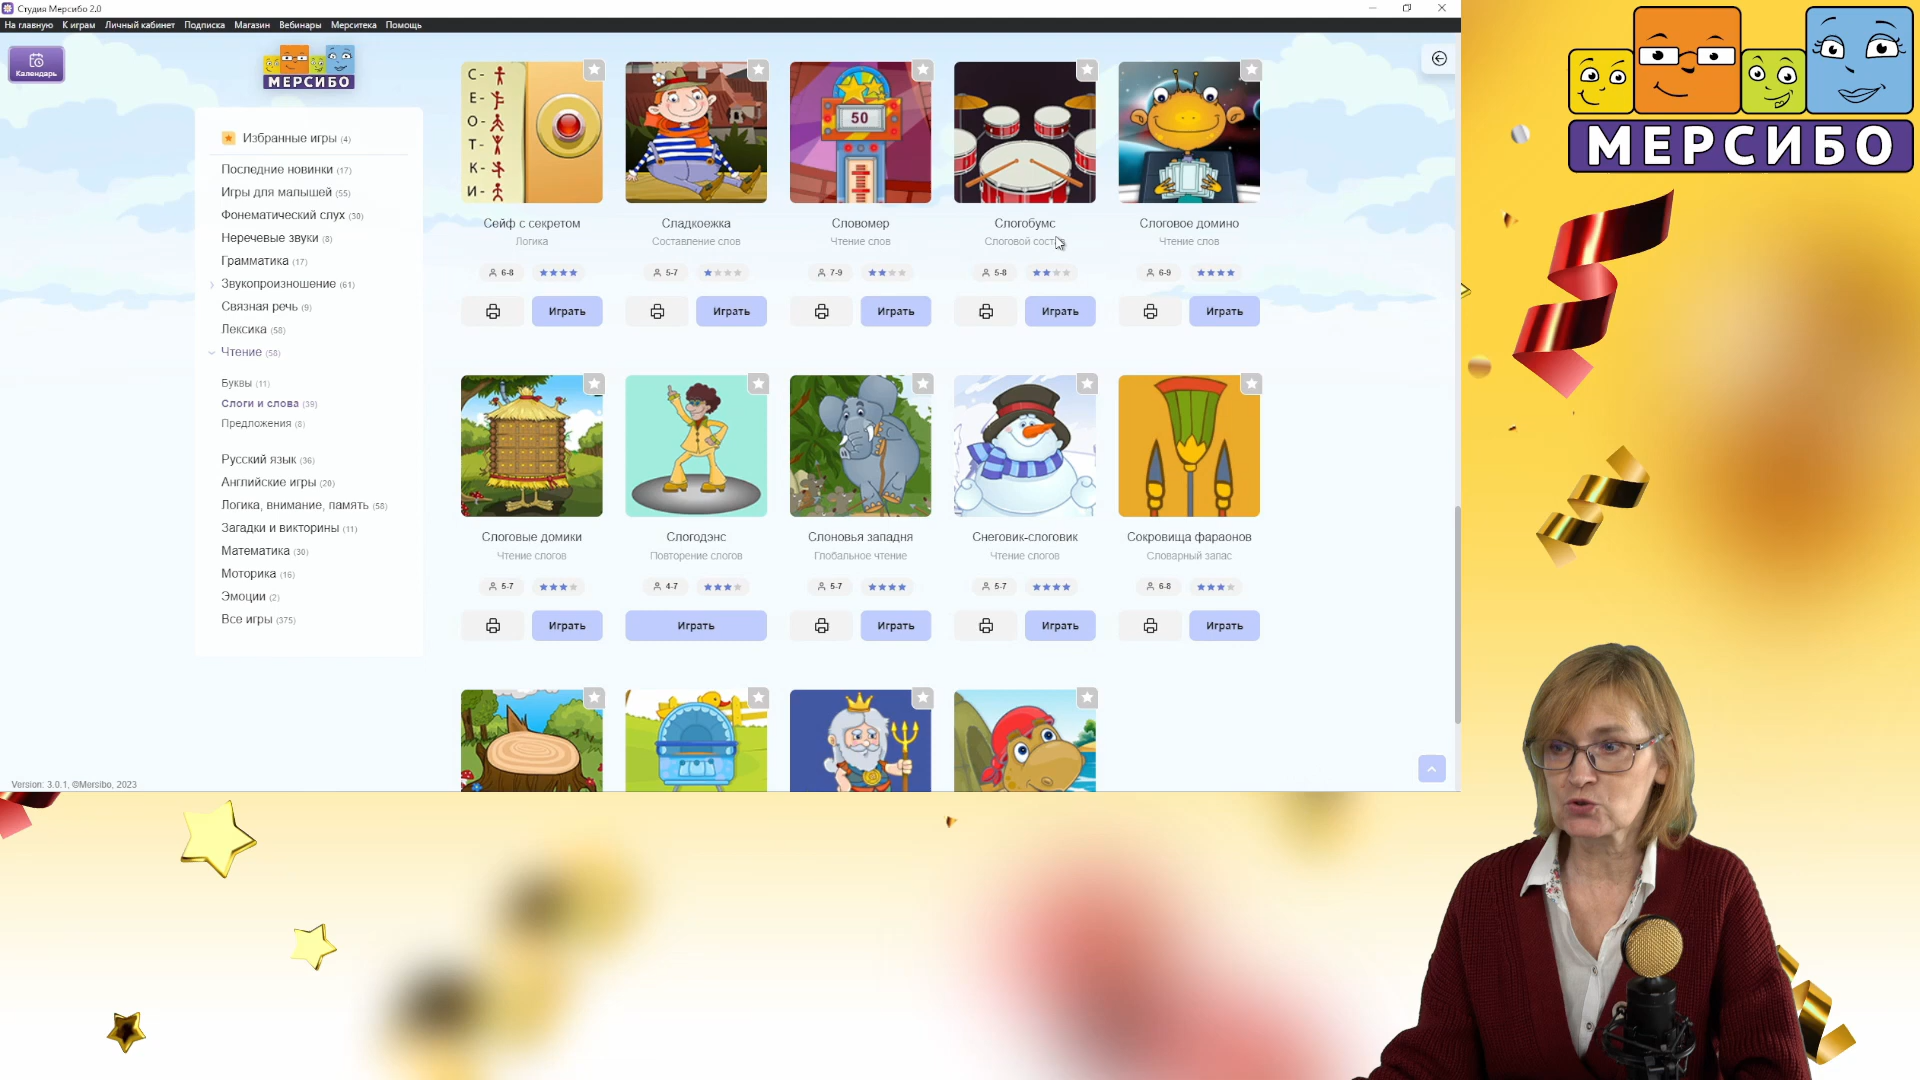 Студия Мерсибо 2.0
На главную К играм Личный кабинет Подписка Магазин Вебинары Мерситека Помощь
Календарь
МЕРСИБО
МЕРСИБО
Избранные игры (4)
Последние новинки (17)
Игры для малышей (55)
Фонематический слух (30)
Неречевые звуки (8)
Грамматика (17)
Звукопроизношение (61)
Связная речь (9)
Лексика (58)
Чтение (58)
Буквы (11)
Слоги и слова (39)
Предложения (8)
Русский язык (36)
Английские игры (20)
Логика, внимание, память (58)
Загадки и викторины (11)
Математика (30)
Моторика (16)
Эмоции (2)
Все игры (375)
С-
Е-
О-
Т-
К-
И-
50
Сейф с секретом Сладкоежка Словомер Слогобумс Слоговое домино
Логика Составление слов Чтение слов Слоговой состав Чтение слов
6-8 5-7 7-9 5-8 6-9
Играть Играть Играть Играть Играть
Слоговые домики Слогодэнс Слоновья западня Снеговик-слоговик Сокровища фараонов
Чтение слогов Повторение слогов Глобальное чтение Чтение слогов Словарный запас
5-7 4-7 5-7 5-7 6-8
Играть Играть Играть Играть Играть
Version: 3.0.1, ©Mersibo, 2023